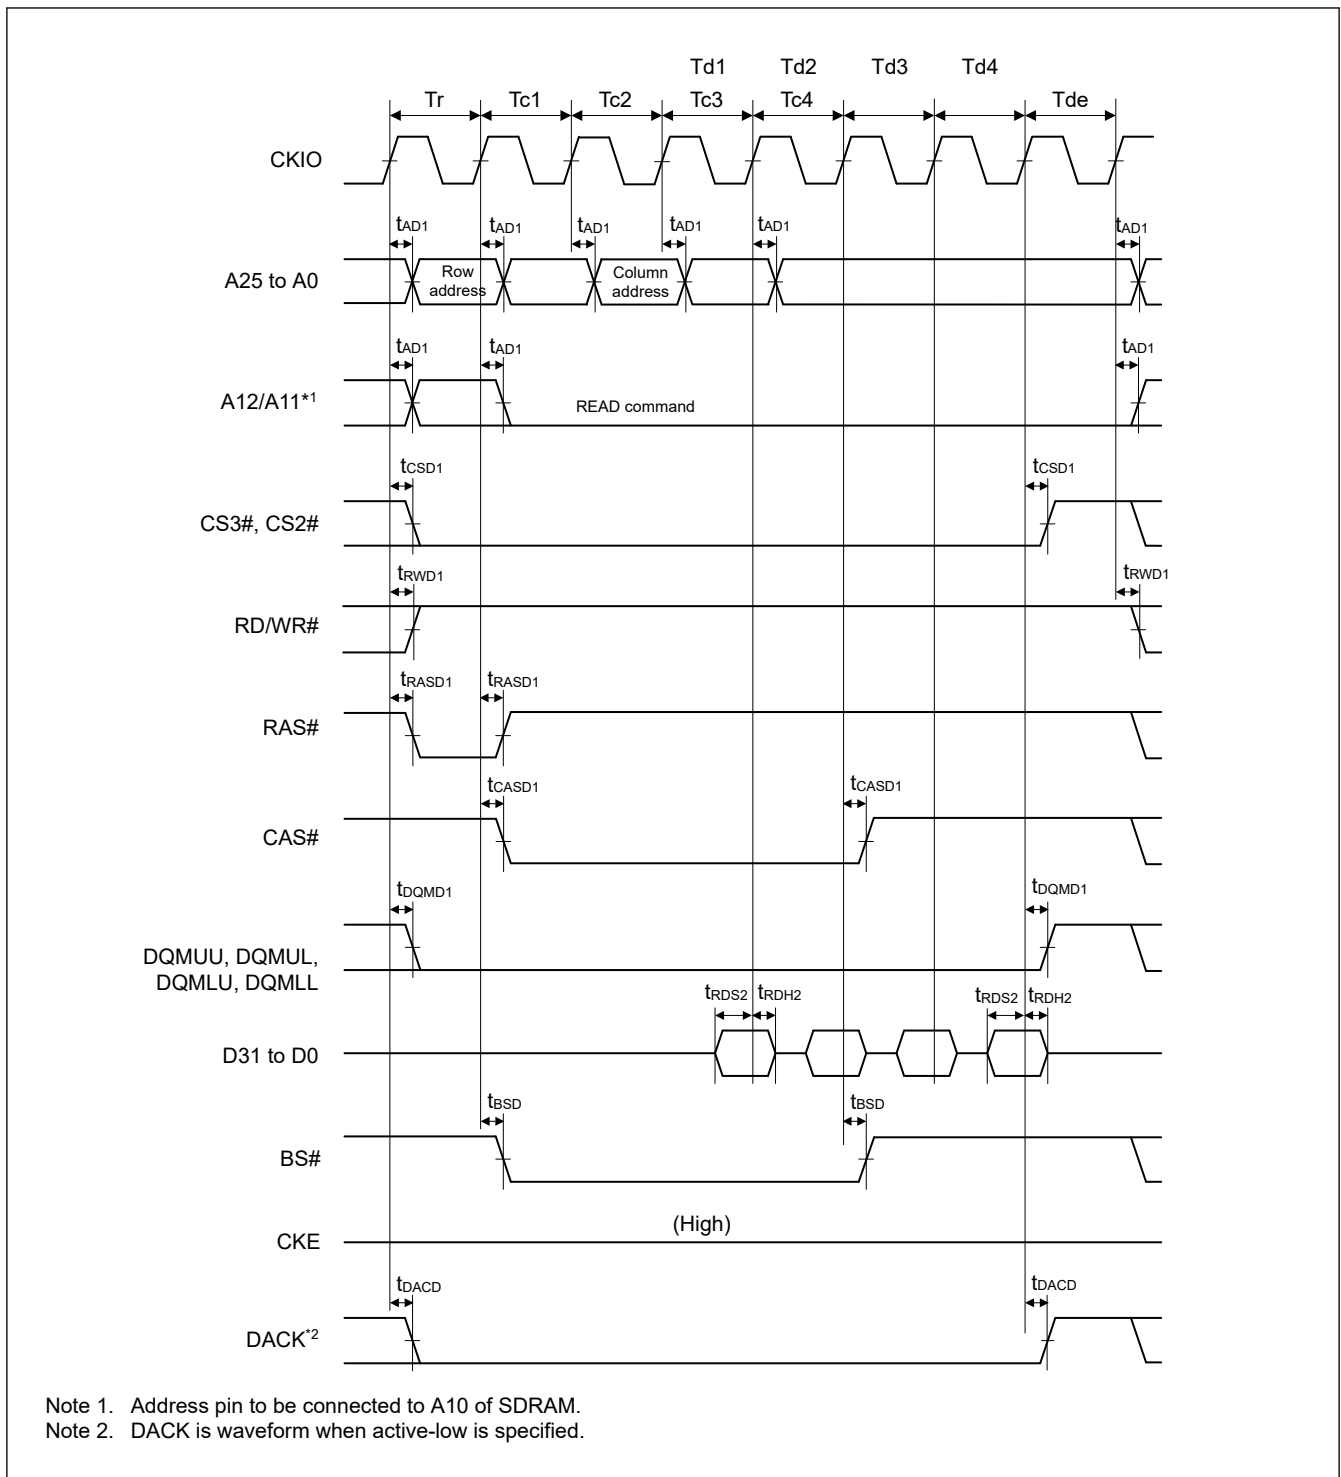 Td1 Td2 Td3 Td4
Tr Tc1 Tc2 Tc3 Tc4 Tde
CKIO
tAD1 tAD1 tAD1 tAD1 tAD1 tAD1
A25 to A0
Row address
Column address
tAD1 tAD1 tAD1
A12/A11*1
READ command
tCSD1 tCSD1
CS3#, CS2#
tRWD1 tRWD1
RD/WR#
tRASD1 tRASD1
RAS#
tCASD1 tCASD1
CAS#
tDQMD1 tDQMD1
DQMUU, DQMUL,
DQMLU, DQMLL
tRDS2 tRDH2 tRDS2 tRDH2
D31 to D0
tBSD tBSD
BS#
(High)
CKE
tDACD tDACD
DACK*2
Note 1. Address pin to be connected to A10 of SDRAM.
Note 2. DACK is waveform when active-low is specified.